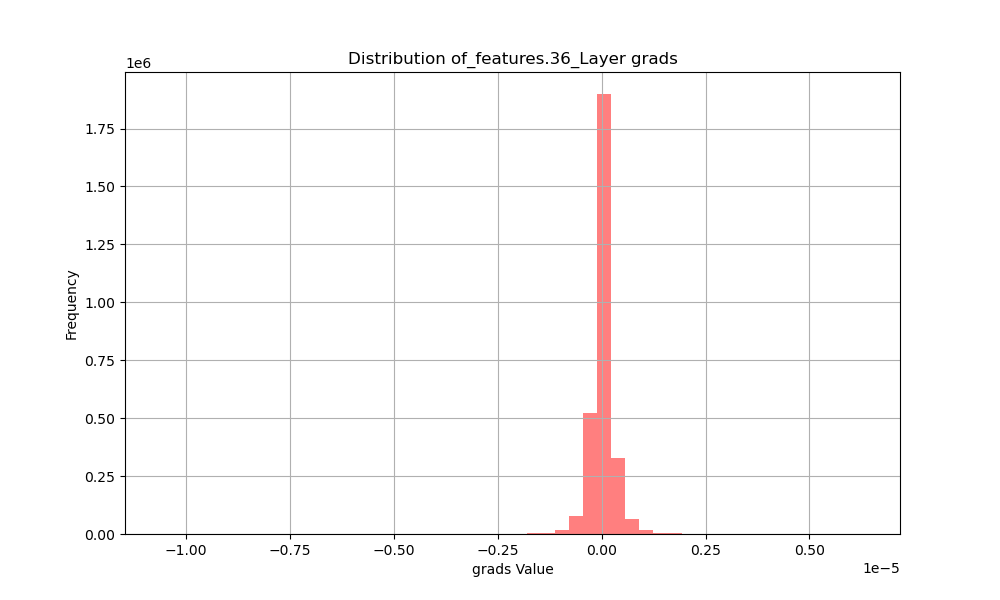 Distribution of_features.36_Layer grads
1e6
1.75
1.50
1.25
1.00
0.75
0.50
0.25
0.00
Frequency
−1.00 −0.75 −0.50 −0.25 0.00 0.25 0.50
grads Value
1e−5